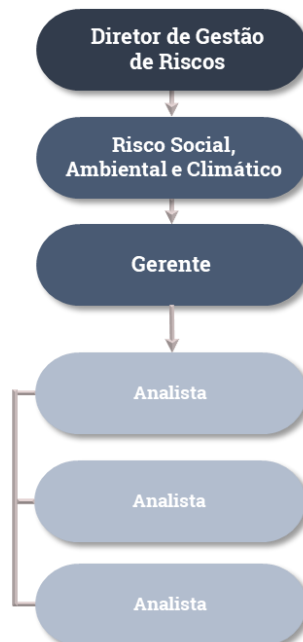 Diretor de Gestão
de Riscos
Risco Social,
Ambiental e Climático
Gerente
Analista
Analista
Analista